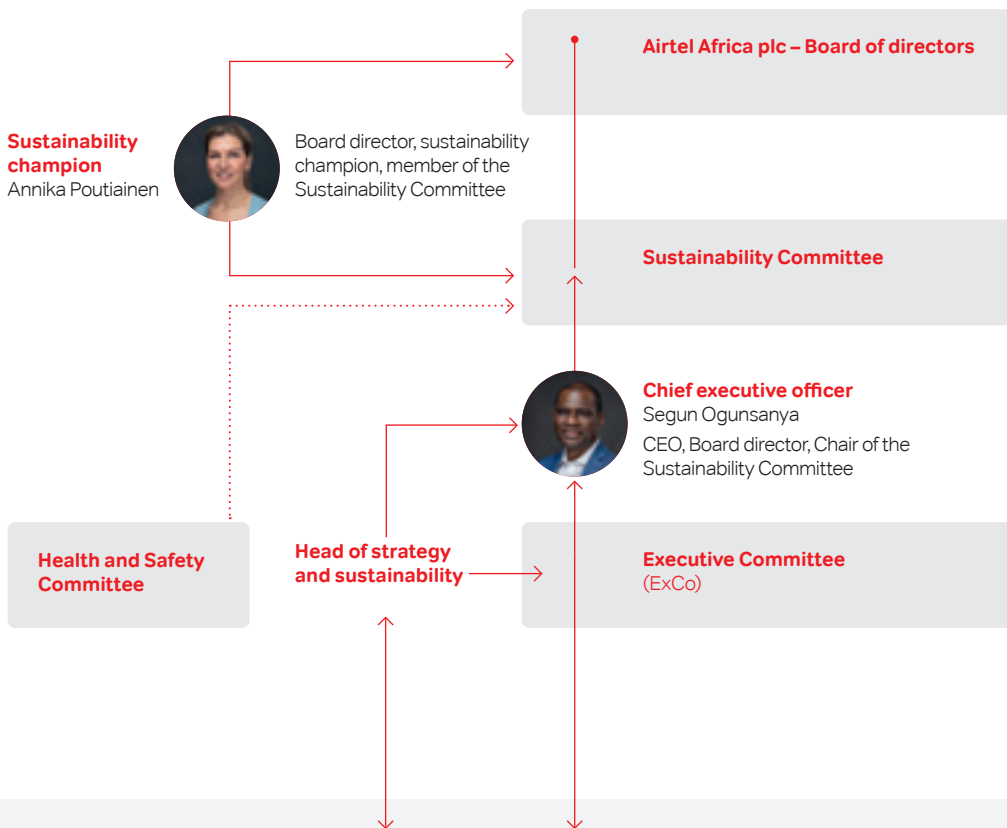 Airtel Africa plc – Board of directors
Sustainability
champion
Annika Poutiainen
Board director, sustainability
champion, member of the
Sustainability Committee
Sustainability Committee
Chief executive officer
Segun Ogunsanya
CEO, Board director, Chair of the
Sustainability Committee
Health and Safety
Committee
Head of strategy
and sustainability
Executive Committee
(ExCo)